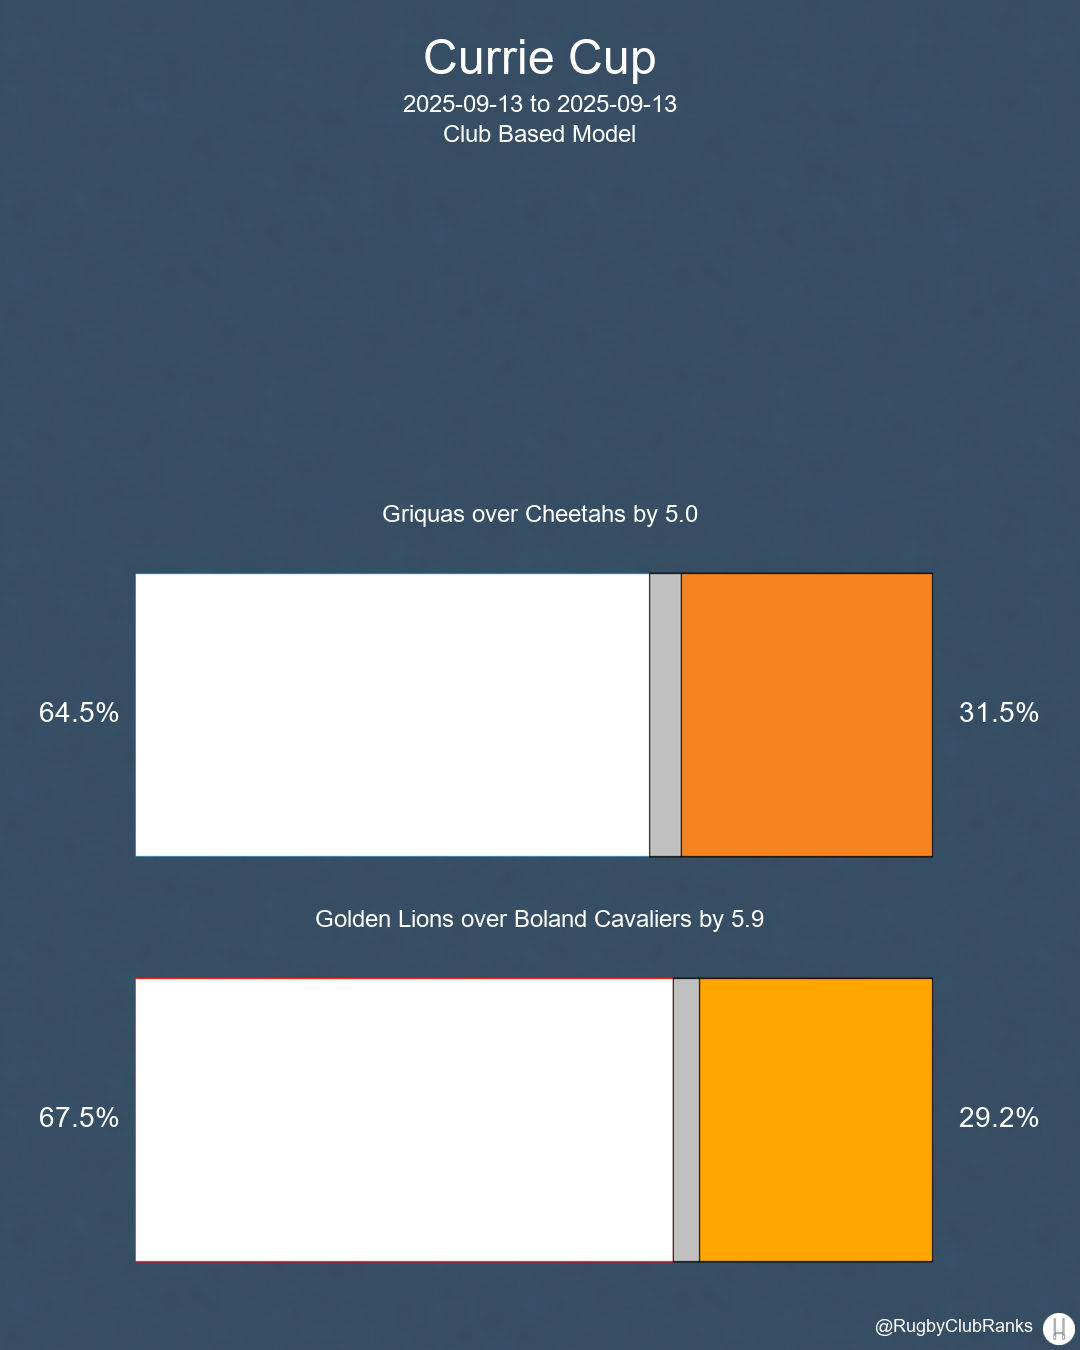 Currie Cup
2025-09-13 to 2025-09-13
Club Based Model
Griquas over Cheetahs by 5.0
64.5%
31.5%
Golden Lions over Boland Cavaliers by 5.9
67.5%
29.2%
@RugbyClubRanks